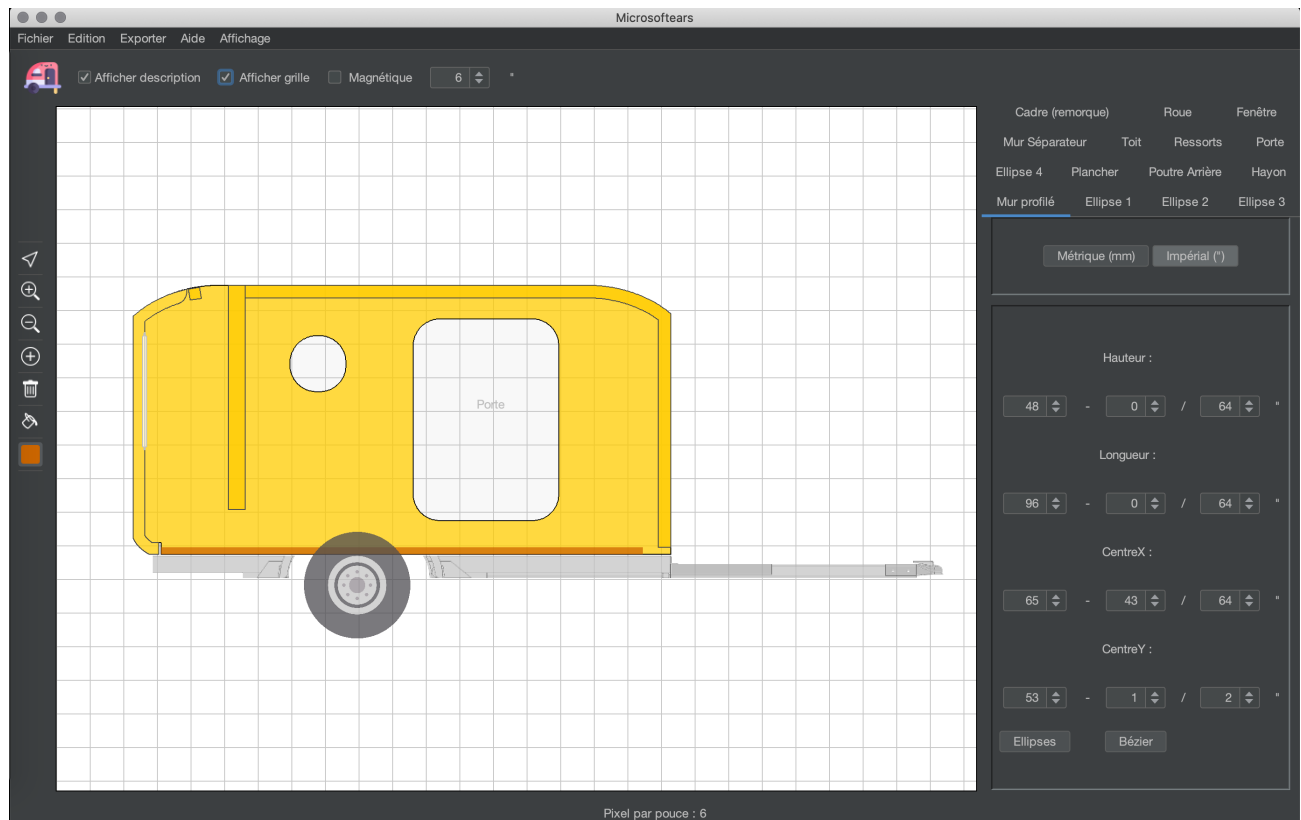 Microsoftears
Fichier Edition Exporter Aide Affichage
Afficher description Afficher grille Magnétique 6 "
Cadre (remorque) Roue Fenêtre
Mur Séparateur Toit Ressorts Porte
Ellipse 4 Plancher Poutre Arrière Hayon
Mur profilé Ellipse 1 Ellipse 2 Ellipse 3
Métrique (mm) Impérial (")
Hauteur :
48 - 0 / 64 "
Longueur :
96 - 0 / 64 "
CentreX :
65 - 43 / 64 "
CentreY :
53 - 1 / 2 "
Ellipses Bézier
Porte
Pixel par pouce : 6